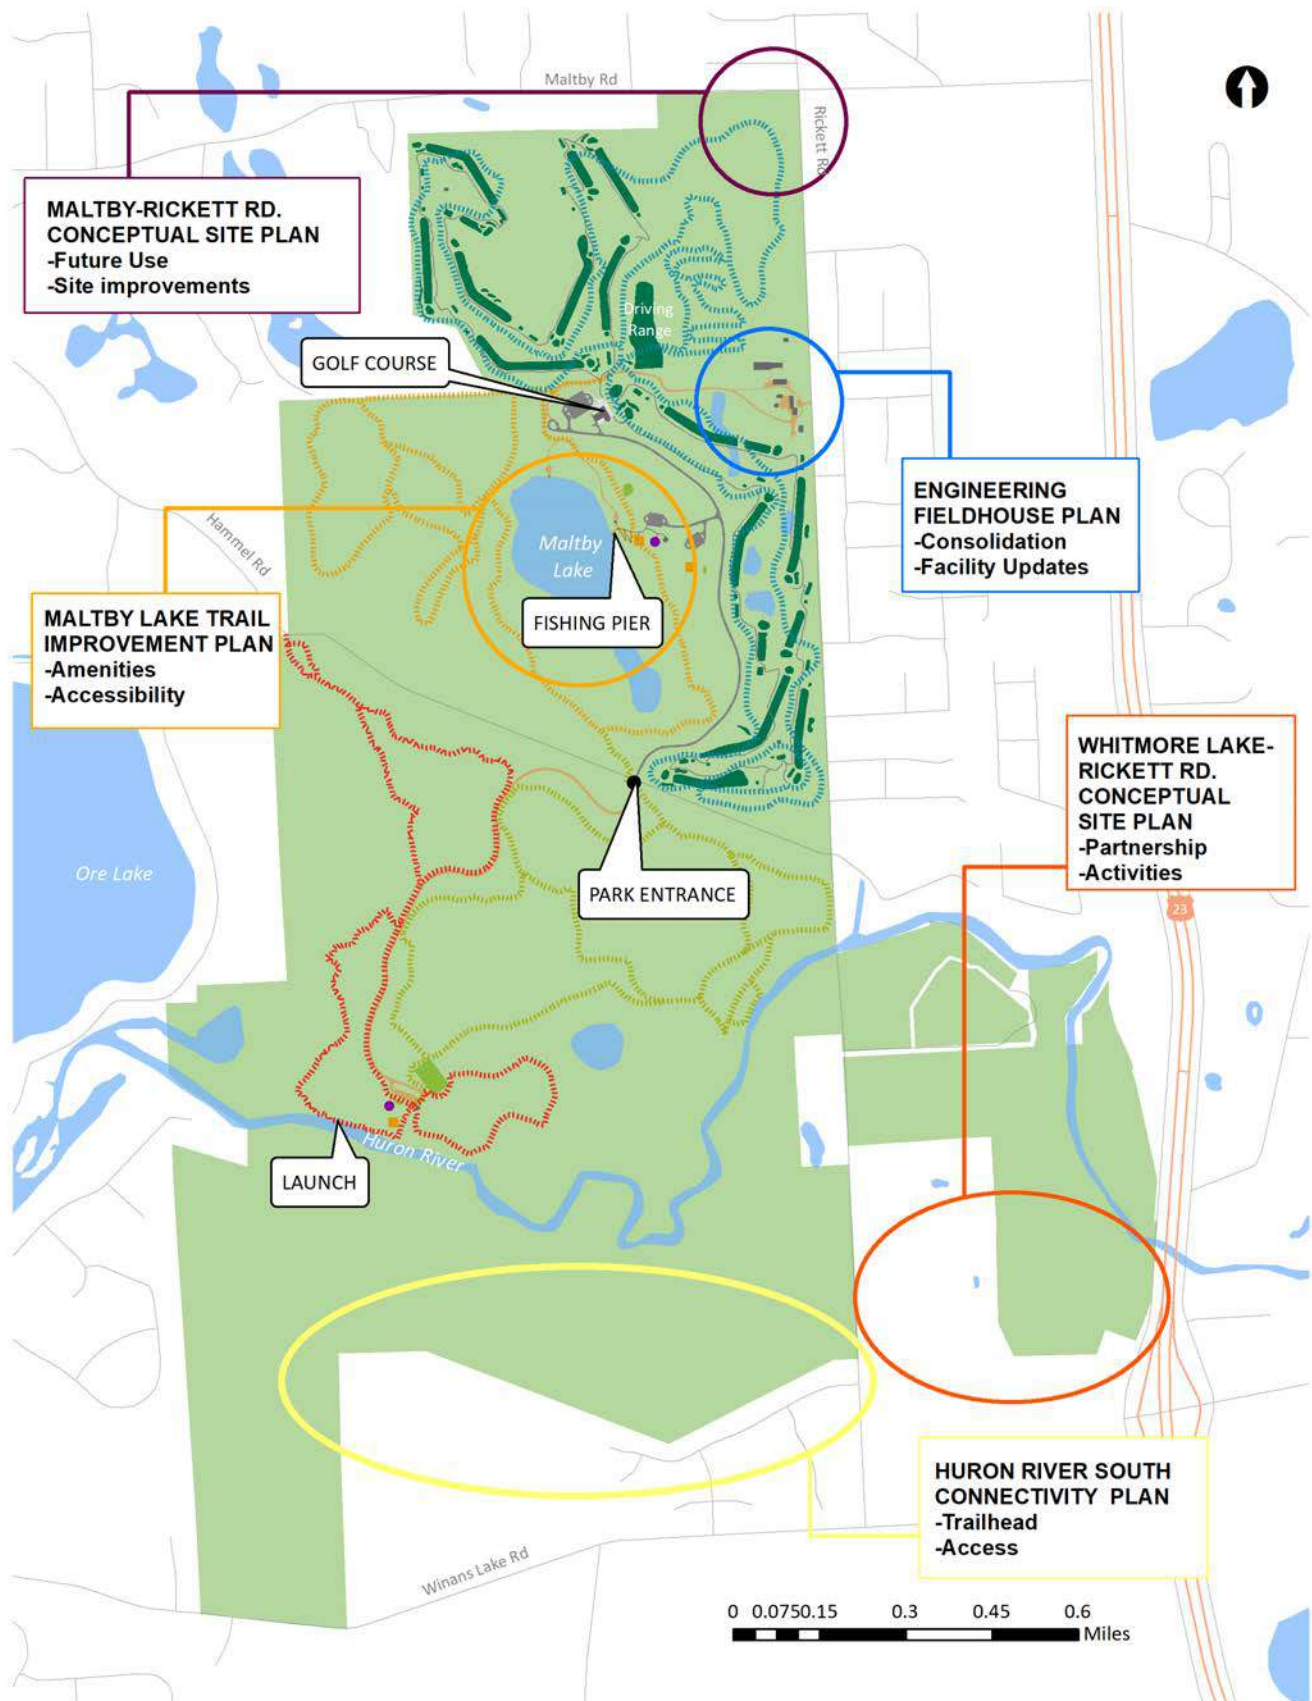 Maltby Rd
Rickett Rd
MALTBY-RICKETT RD.
CONCEPTUAL SITE PLAN
-Future Use
-Site improvements
Driving
Range
GOLF COURSE
ENGINEERING
FIELDHOUSE PLAN
-Consolidation
-Facility Updates
Hammel Rd
Maltby
Lake
FISHING PIER
MALTBY LAKE TRAIL
IMPROVEMENT PLAN
-Amenities
-Accessibility
WHITMORE LAKE-
RICKETT RD.
CONCEPTUAL
SITE PLAN
-Partnership
-Activities
Ore Lake
PARK ENTRANCE
23
Huron River
LAUNCH
HURON RIVER SOUTH
CONNECTIVITY PLAN
-Trailhead
-Access
Winans Lake Rd
0 0.075 0.15 0.3 0.45 0.6
Miles